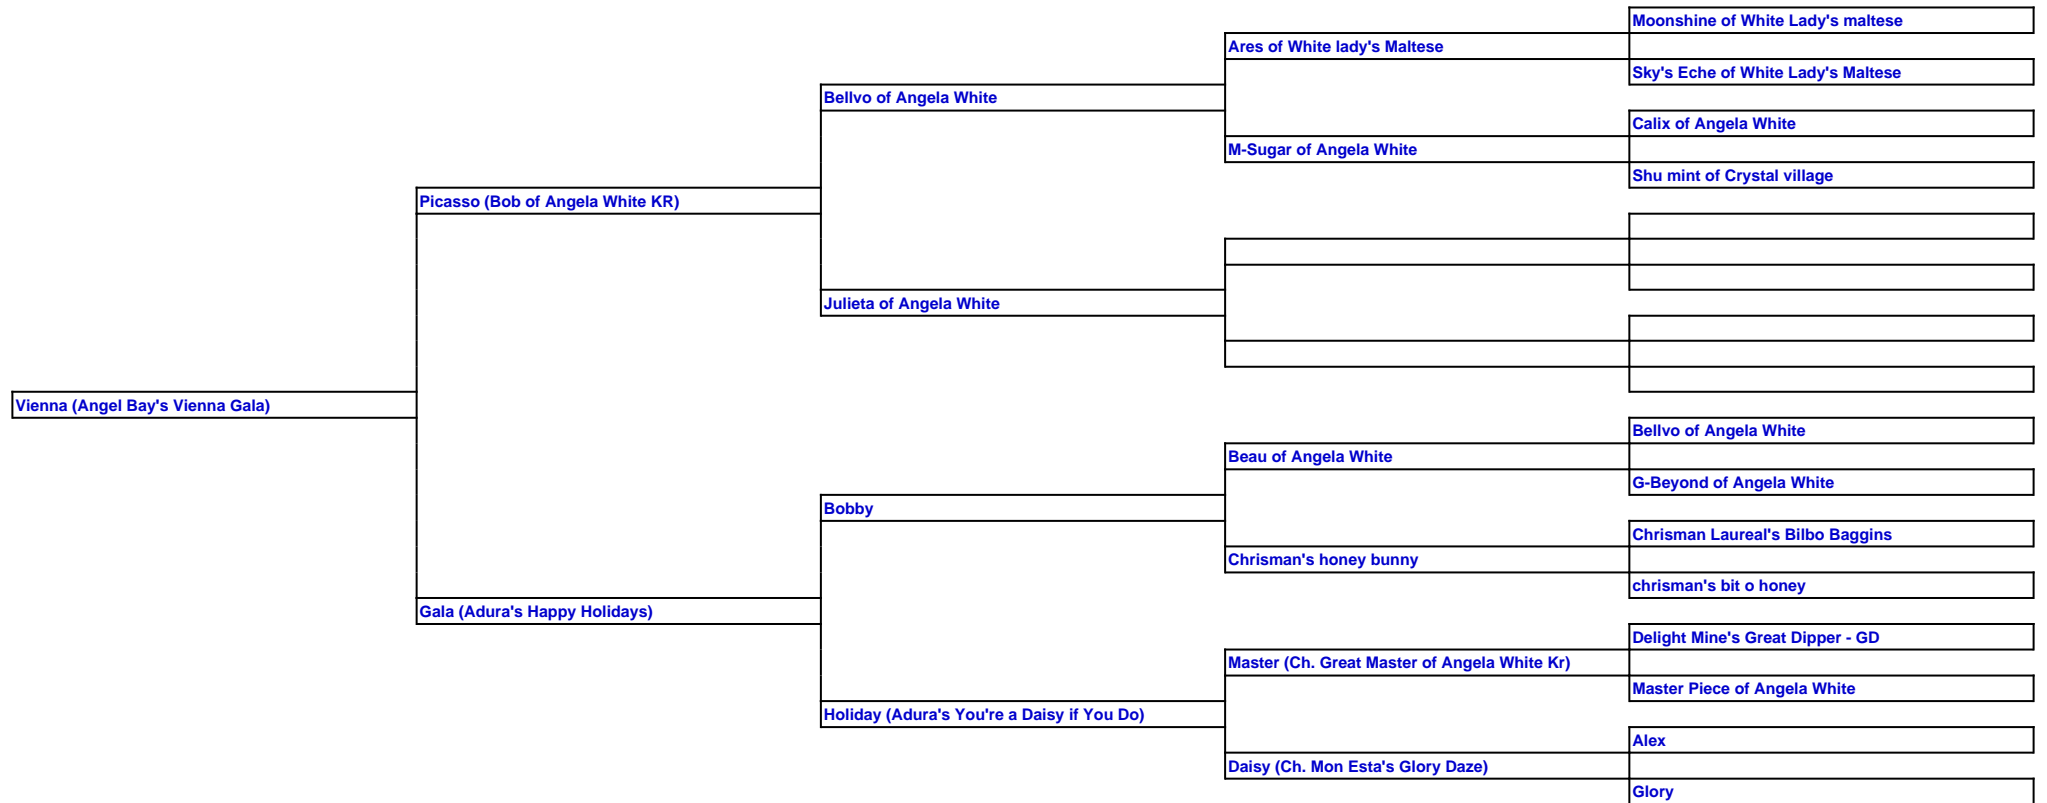 Moonshine of White Lady's maltese
Ares of White lady's Maltese
Sky's Eche of White Lady's Maltese
Bellvo of Angela White
Calix of Angela White
M-Sugar of Angela White
Shu mint of Crystal village
Picasso (Bob of Angela White KR)
Julieta of Angela White
Vienna (Angel Bay's Vienna Gala)
Bellvo of Angela White
Beau of Angela White
G-Beyond of Angela White
Bobby
Chrisman Laureal's Bilbo Baggins
Chrisman's honey bunny
chrisman's bit o honey
Gala (Adura's Happy Holidays)
Delight Mine's Great Dipper - GD
Master (Ch. Great Master of Angela White Kr)
Master Piece of Angela White
Holiday (Adura's You're a Daisy if You Do)
Alex
Daisy (Ch. Mon Esta's Glory Daze)
Glory